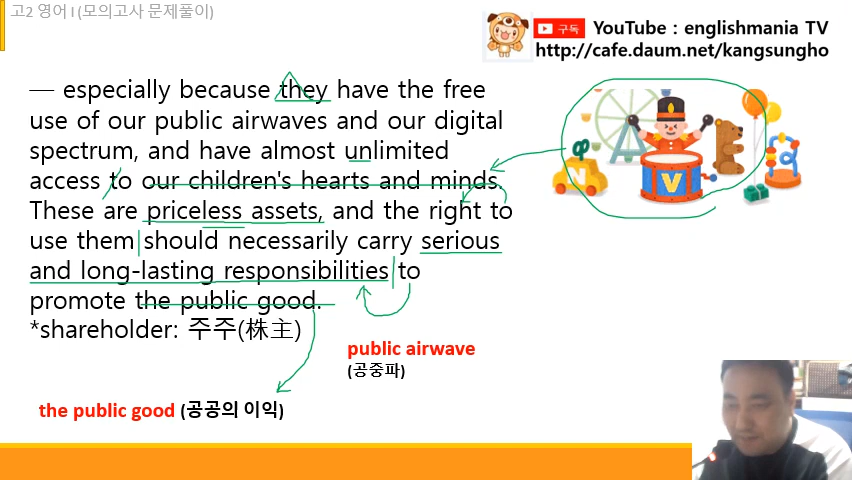 고2 영어 I (모의고사 문제풀이)
구독 YouTube : englishmania TV
http://cafe.daum.net/kangsungho
— especially because they have the free
use of our public airwaves and our digital
spectrum, and have almost unlimited
access to our children's hearts and minds.
These are priceless assets, and the right to
use them should necessarily carry serious
and long-lasting responsibilities to
promote the public good.
*shareholder: 주주(株主)
N
V
public airwave
(공중파)
the public good (공공의 이익)